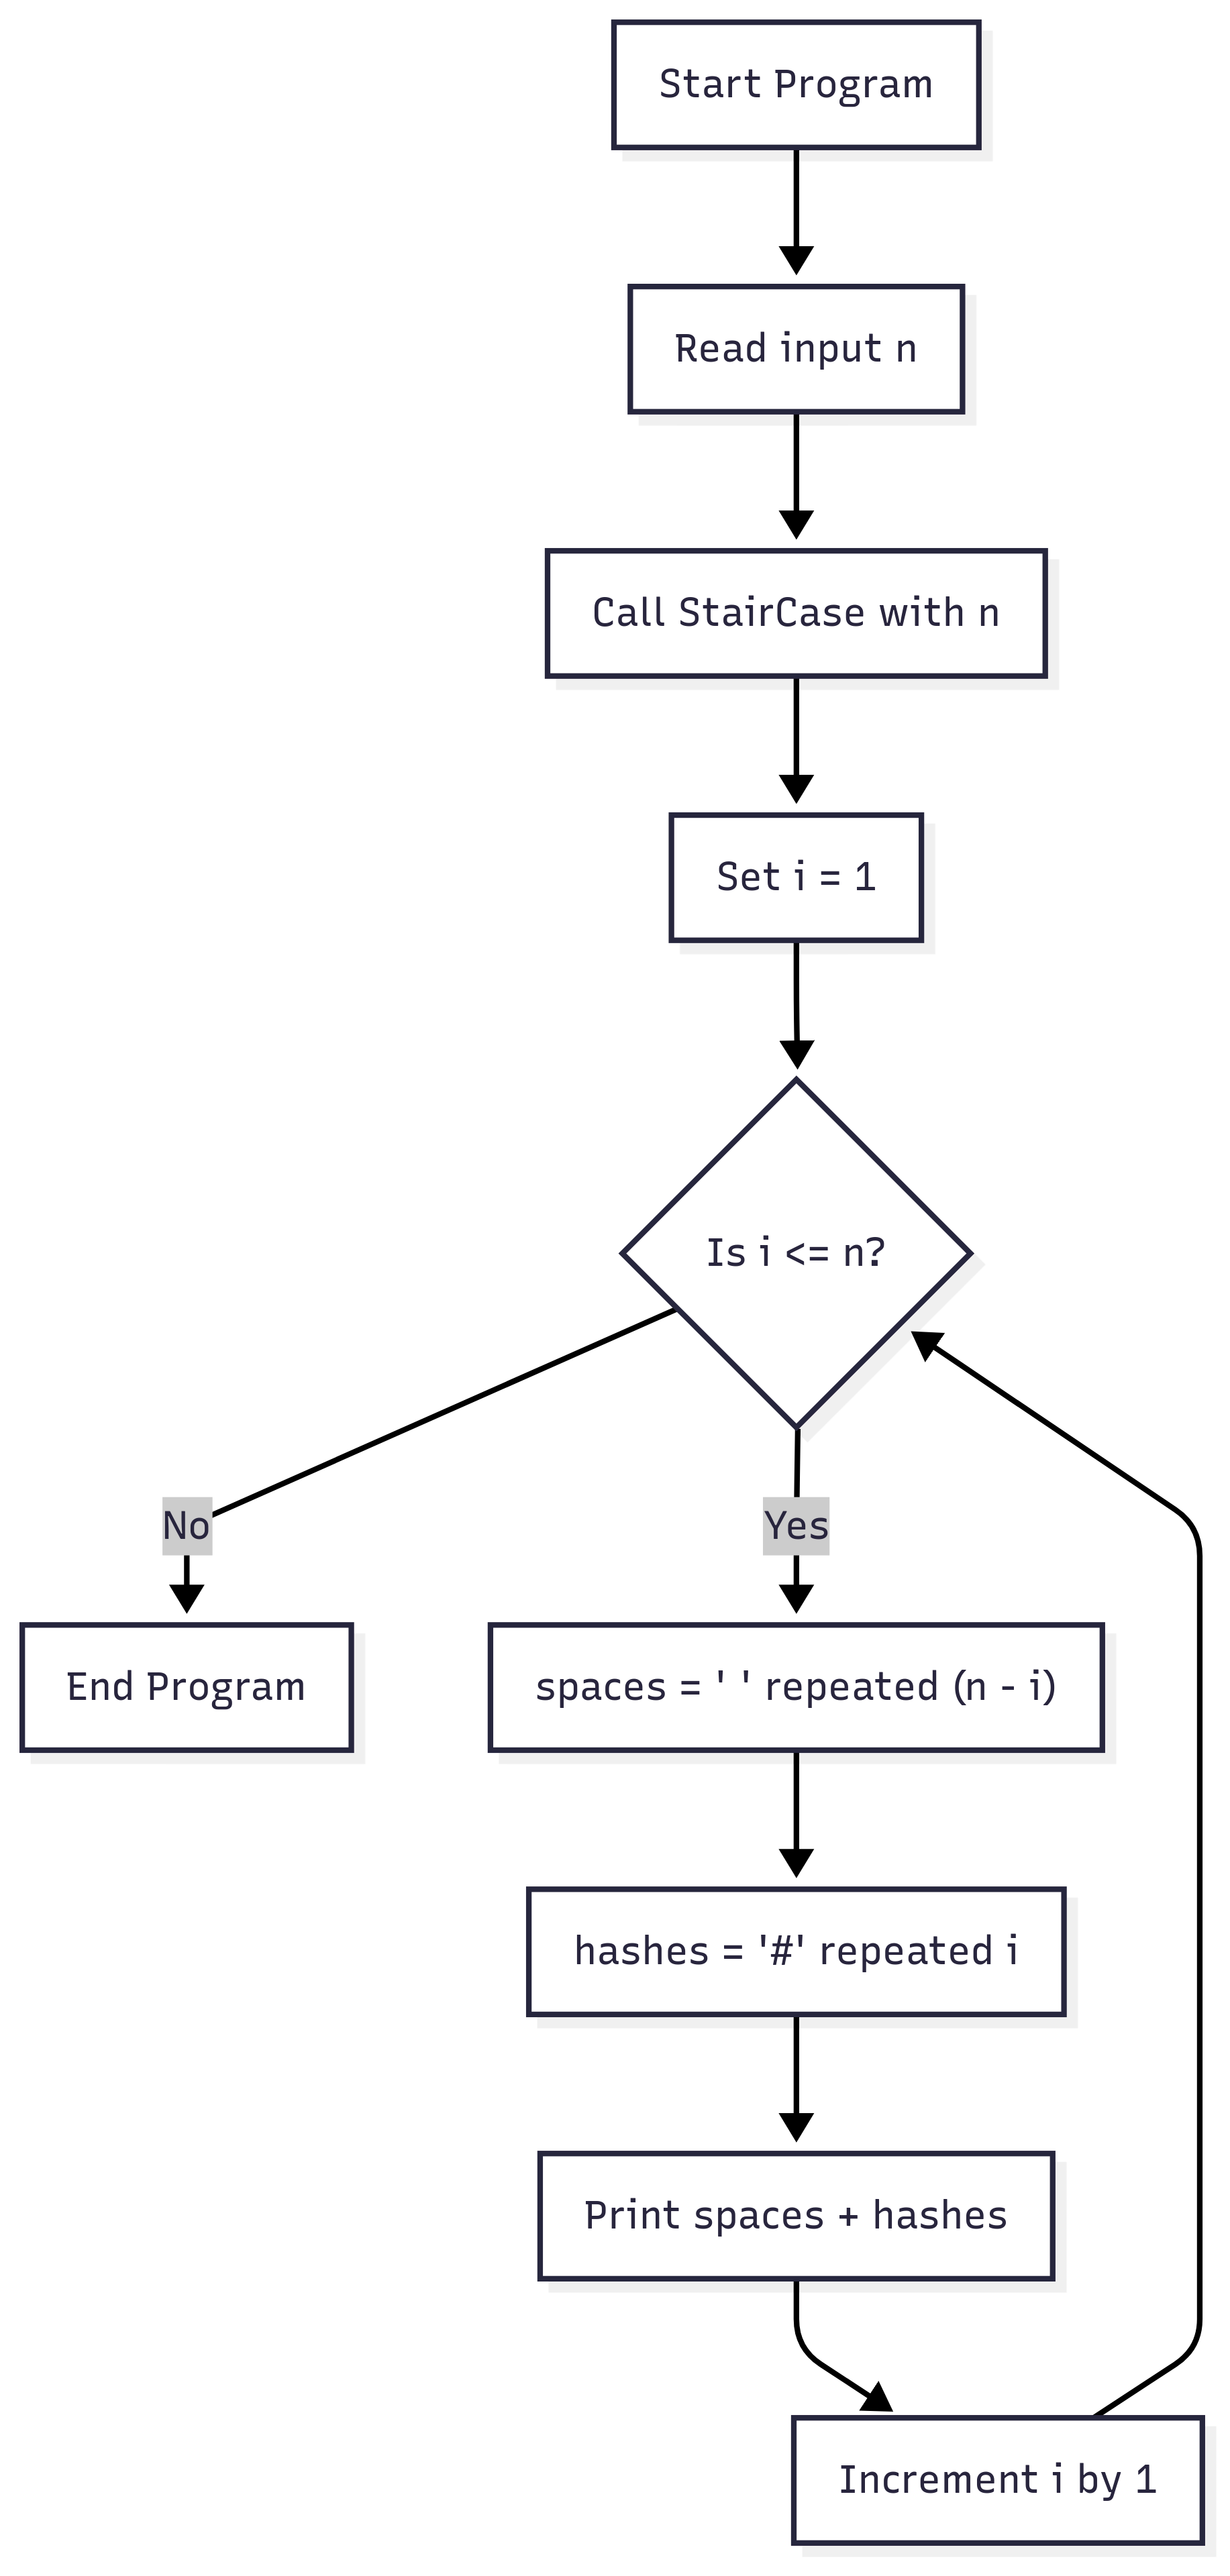 Start Program
Read input n
Call StairCase with n
Set i = 1
Is i <= n?
No
Yes
End Program
spaces = ' ' repeated (n - i)
hashes = '#' repeated i
Print spaces + hashes
Increment i by 1